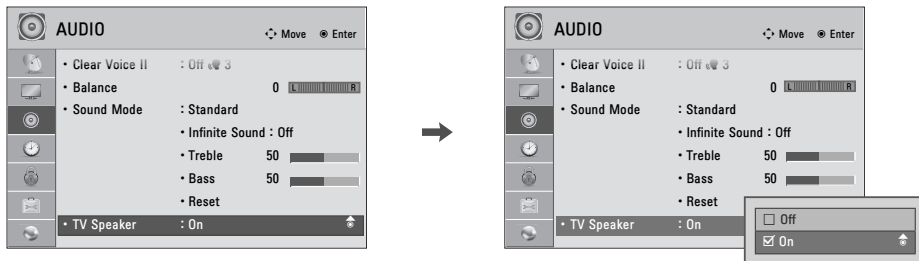 AUDIO
Move Enter
• Clear Voice II : Off 3
• Balance 0 L R
• Sound Mode : Standard
• Infinite Sound : Off
• Treble 50
• Bass 50
• Reset
• TV Speaker : On
AUDIO
Move Enter
• Clear Voice II : Off 3
• Balance 0 L R
• Sound Mode : Standard
• Infinite Sound : Off
• Treble 50
• Bass 50
• Reset
• TV Speaker : On
Off
On